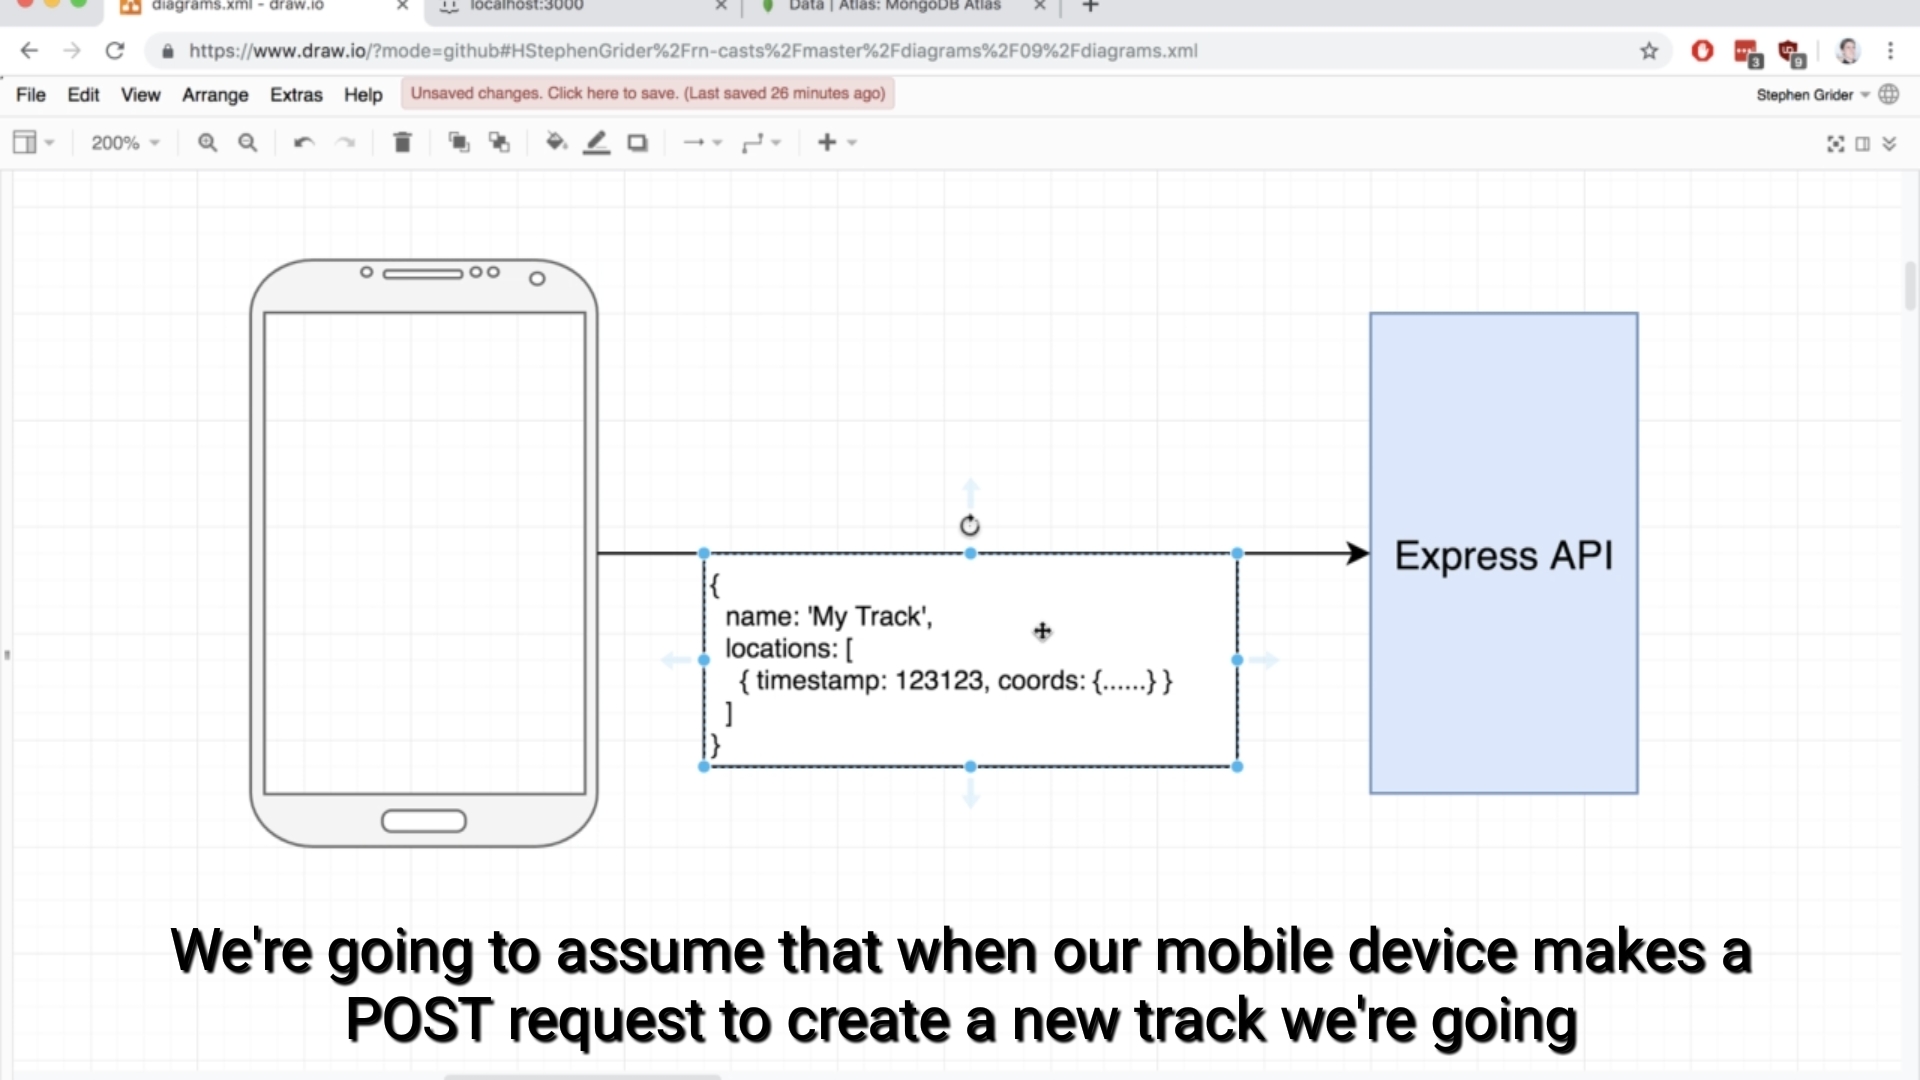 diagrams.xml - draw.io
localhost:3000
Data | Atlas: MongoDB Atlas
https://www.draw.io/?mode=github#HStephenGrider%2Frn-casts%2Fmaster%2Fdiagrams%2F09%2Fdiagrams.xml
3
9
File Edit View Arrange Extras Help Unsaved changes. Click here to save. (Last saved 26 minutes ago)
Stephen Grider
200%
{
name: 'My Track',
locations: [
{ timestamp: 123123, coords: {......} }
]
}
Express API
We're going to assume that when our mobile device makes a
POST request to create a new track we're going